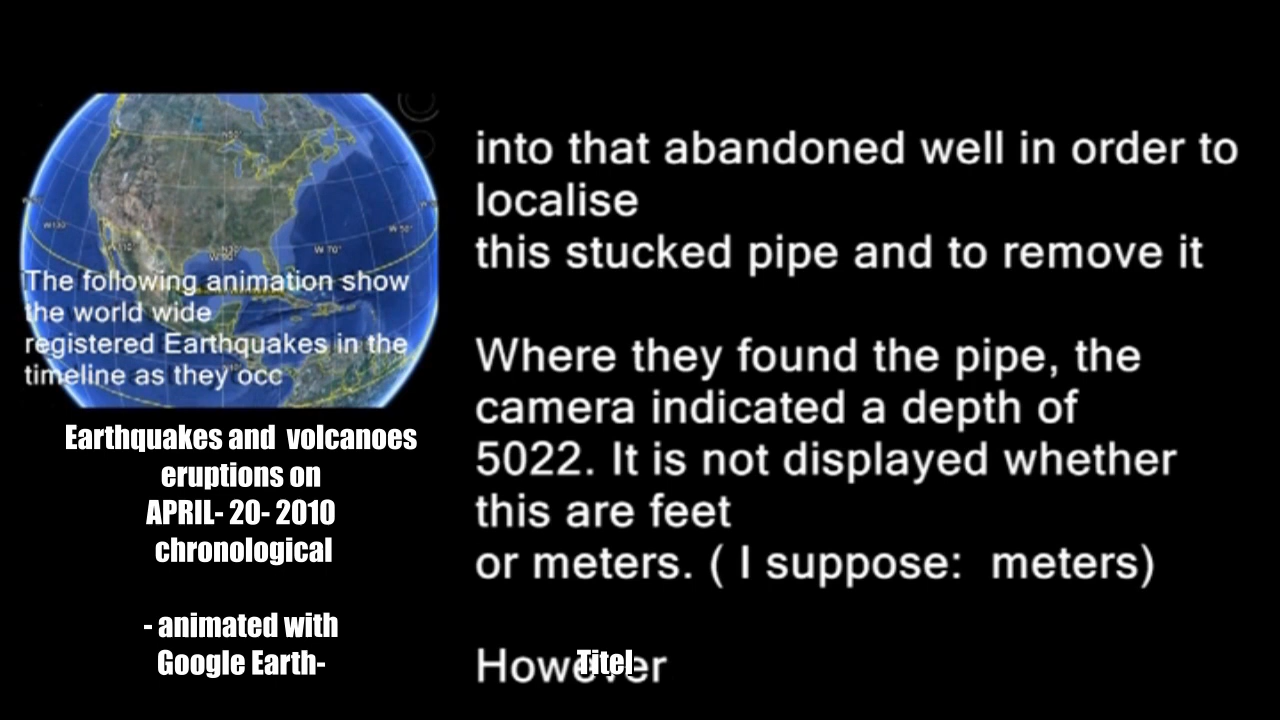 The following animation show
the world wide
registered Earthquakes in the
timeline as they occ
Earthquakes and volcanoes
eruptions on
APRIL- 20- 2010
chronological
- animated with
Google Earth-
into that abandoned well in order to
localise
this stucked pipe and to remove it
Where they found the pipe, the
camera indicated a depth of
5022. It is not displayed whether
this are feet
or meters. ( I suppose: meters)
However
Titel